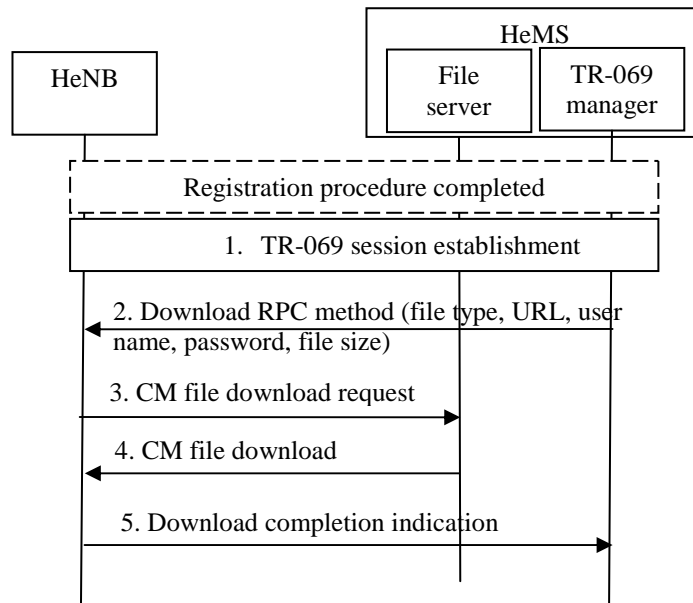 HeMS
HeNB
File
server
TR-069
manager
Registration procedure completed
1. TR-069 session establishment
2. Download RPC method (file type, URL, user
name, password, file size)
3. CM file download request
4. CM file download
5. Download completion indication